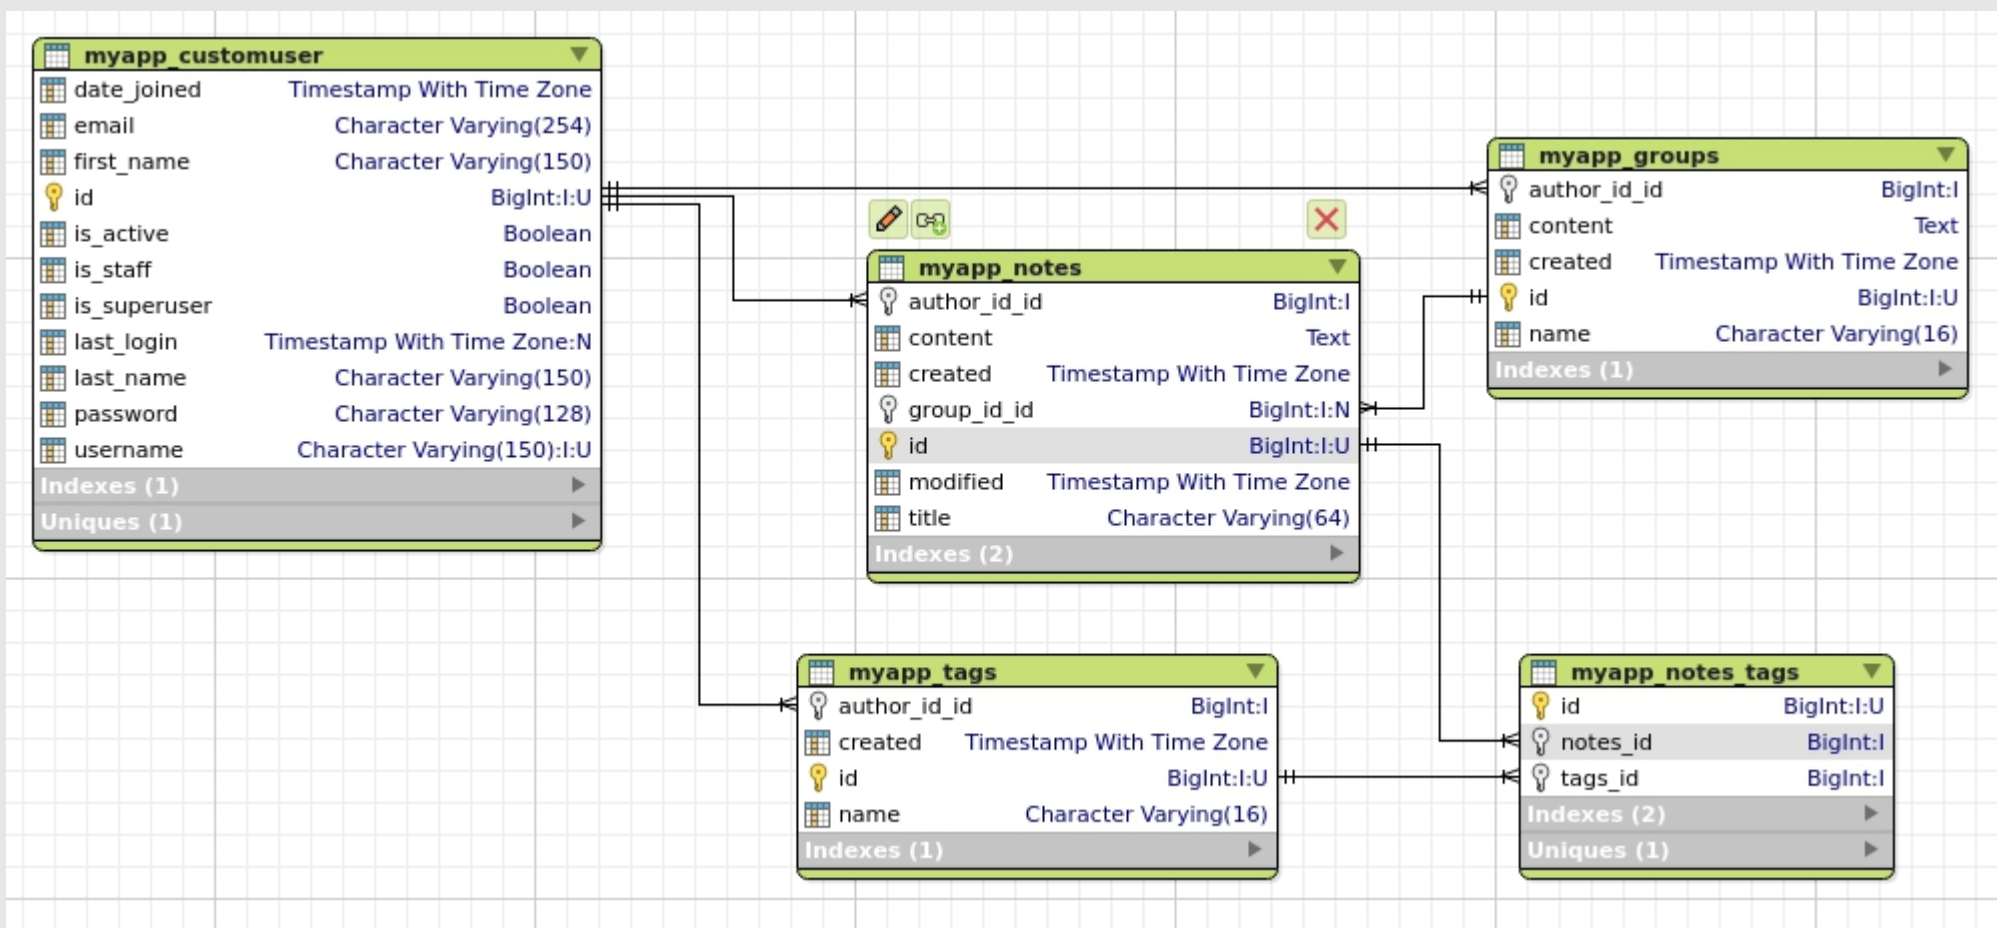 myapp_customuser
date_joined Timestamp With Time Zone
email Character Varying(254)
first_name Character Varying(150)
id BigInt:I:U
is_active Boolean
is_staff Boolean
is_superuser Boolean
last_login Timestamp With Time Zone:N
last_name Character Varying(150)
password Character Varying(128)
username Character Varying(150):I:U
Indexes (1)
Uniques (1)
myapp_notes
author_id_id BigInt:I
content Text
created Timestamp With Time Zone
group_id_id BigInt:I:N
id BigInt:I:U
modified Timestamp With Time Zone
title Character Varying(64)
Indexes (2)
myapp_groups
author_id_id BigInt:I
content Text
created Timestamp With Time Zone
id BigInt:I:U
name Character Varying(16)
Indexes (1)
myapp_tags
author_id_id BigInt:I
created Timestamp With Time Zone
id BigInt:I:U
name Character Varying(16)
Indexes (1)
myapp_notes_tags
id BigInt:I:U
notes_id BigInt:I
tags_id BigInt:I
Indexes (2)
Uniques (1)